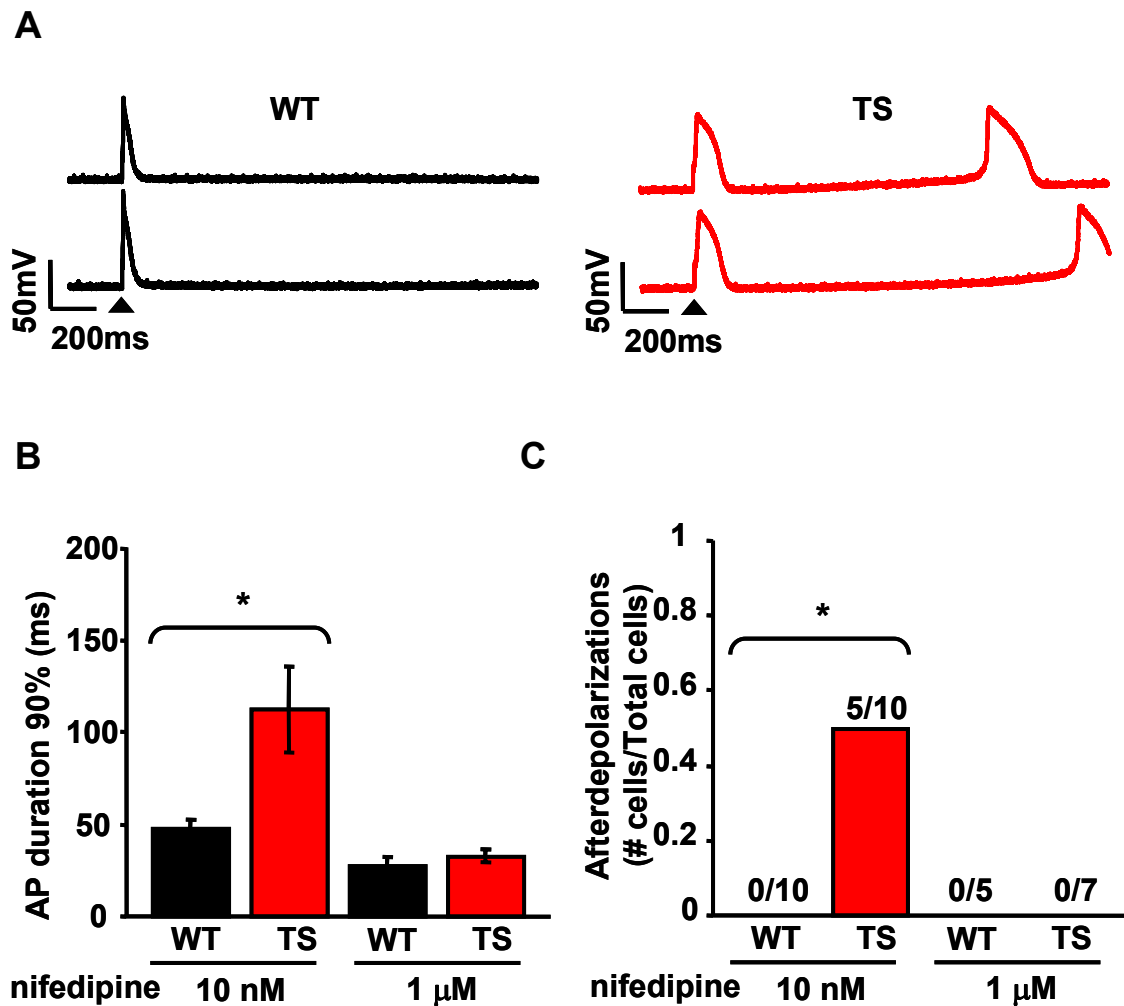 A
WT
TS
50mV
200ms
50mV
200ms
B
C
AP duration 90% (ms)
200
150
100
50
0
*
WT
TS
WT
TS
nifedipine
10 nM
1 μM
Afterdepolarizations
(# cells/Total cells)
1
0.8
0.6
0.4
0.2
0
*
0/10
5/10
0/5
0/7
WT
TS
WT
TS
nifedipine
10 nM
1 μM